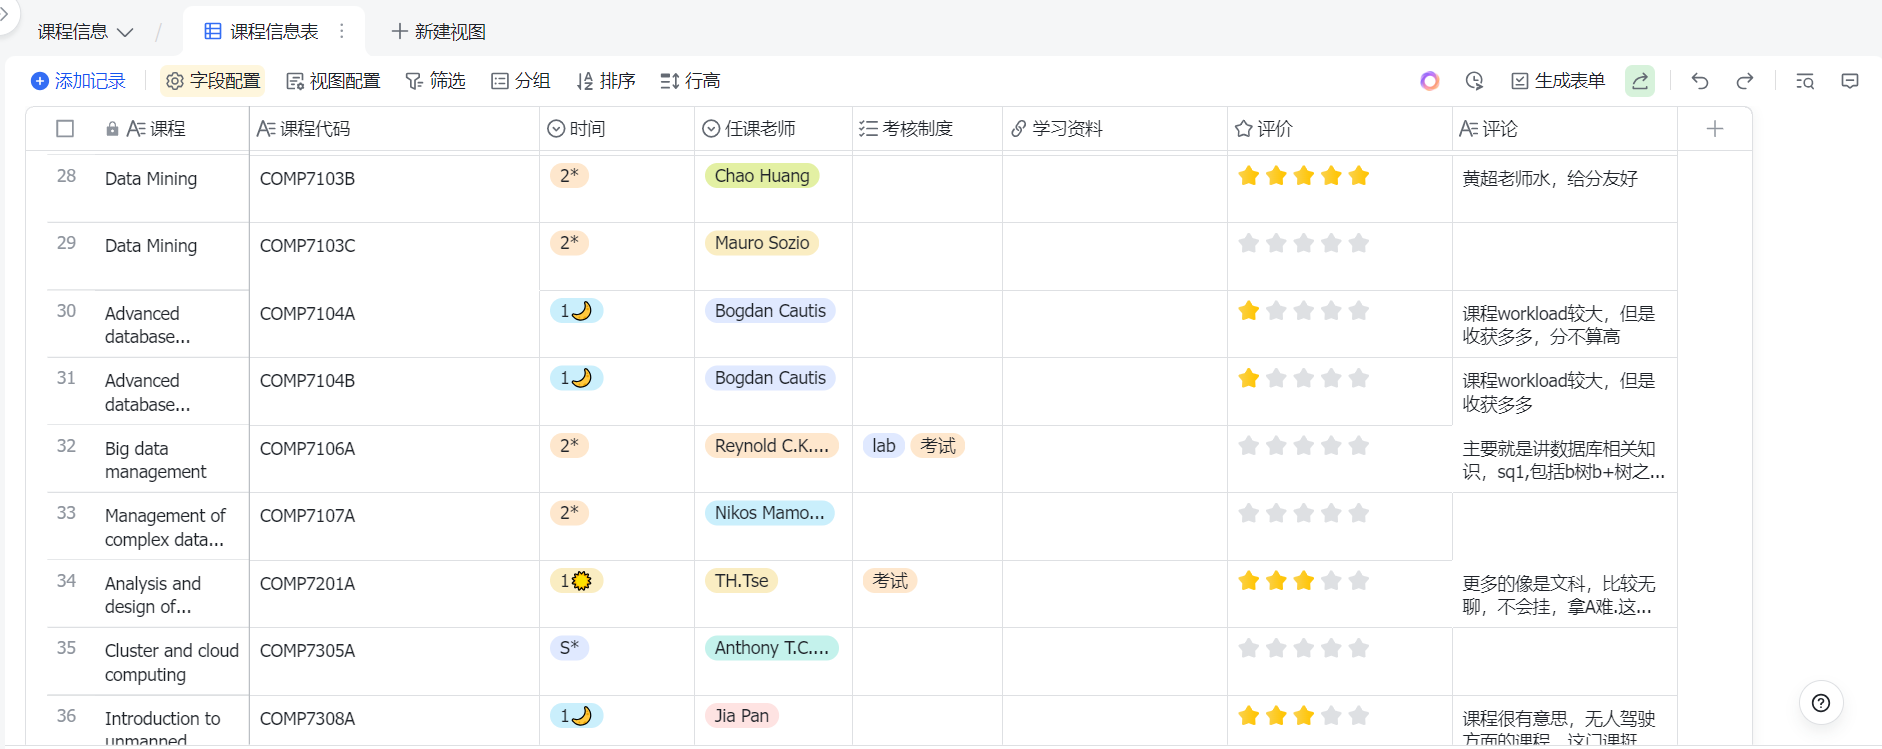 课程信息 / 课程信息表 新建视图
添加记录 字段配置 视图配置 筛选 分组 排序 行高 生成表单
课程 课程代码 时间 任课老师 考核制度 学习资料 评价 评论
28 Data Mining COMP7103B 2* Chao Huang 黄超老师水，给分友好
29 Data Mining COMP7103C 2* Mauro Sozio
30 Advanced COMP7104A 1🌙 Bogdan Cautis 课程workload较大，但是
database... 收获多多，分不算高
31 Advanced COMP7104B 1🌙 Bogdan Cautis 课程workload较大，但是
database... 收获多多
32 Big data COMP7106A 2* Reynold C.K.... lab 考试 主要就是讲数据库相关知
management 识，sq1,包括b树b+树之...
33 Management of COMP7107A 2* Nikos Mamo...
complex data...
34 Analysis and COMP7201A 1 TH.Tse 考试 更多的像是文科，比较无
design of... 聊，不会挂，拿A难.这...
35 Cluster and cloud COMP7305A S* Anthony T.C....
computing
36 Introduction to COMP7308A 1🌙 Jia Pan 课程很有意思，无人驾驶
unmanned 方面的课程，这门课挺